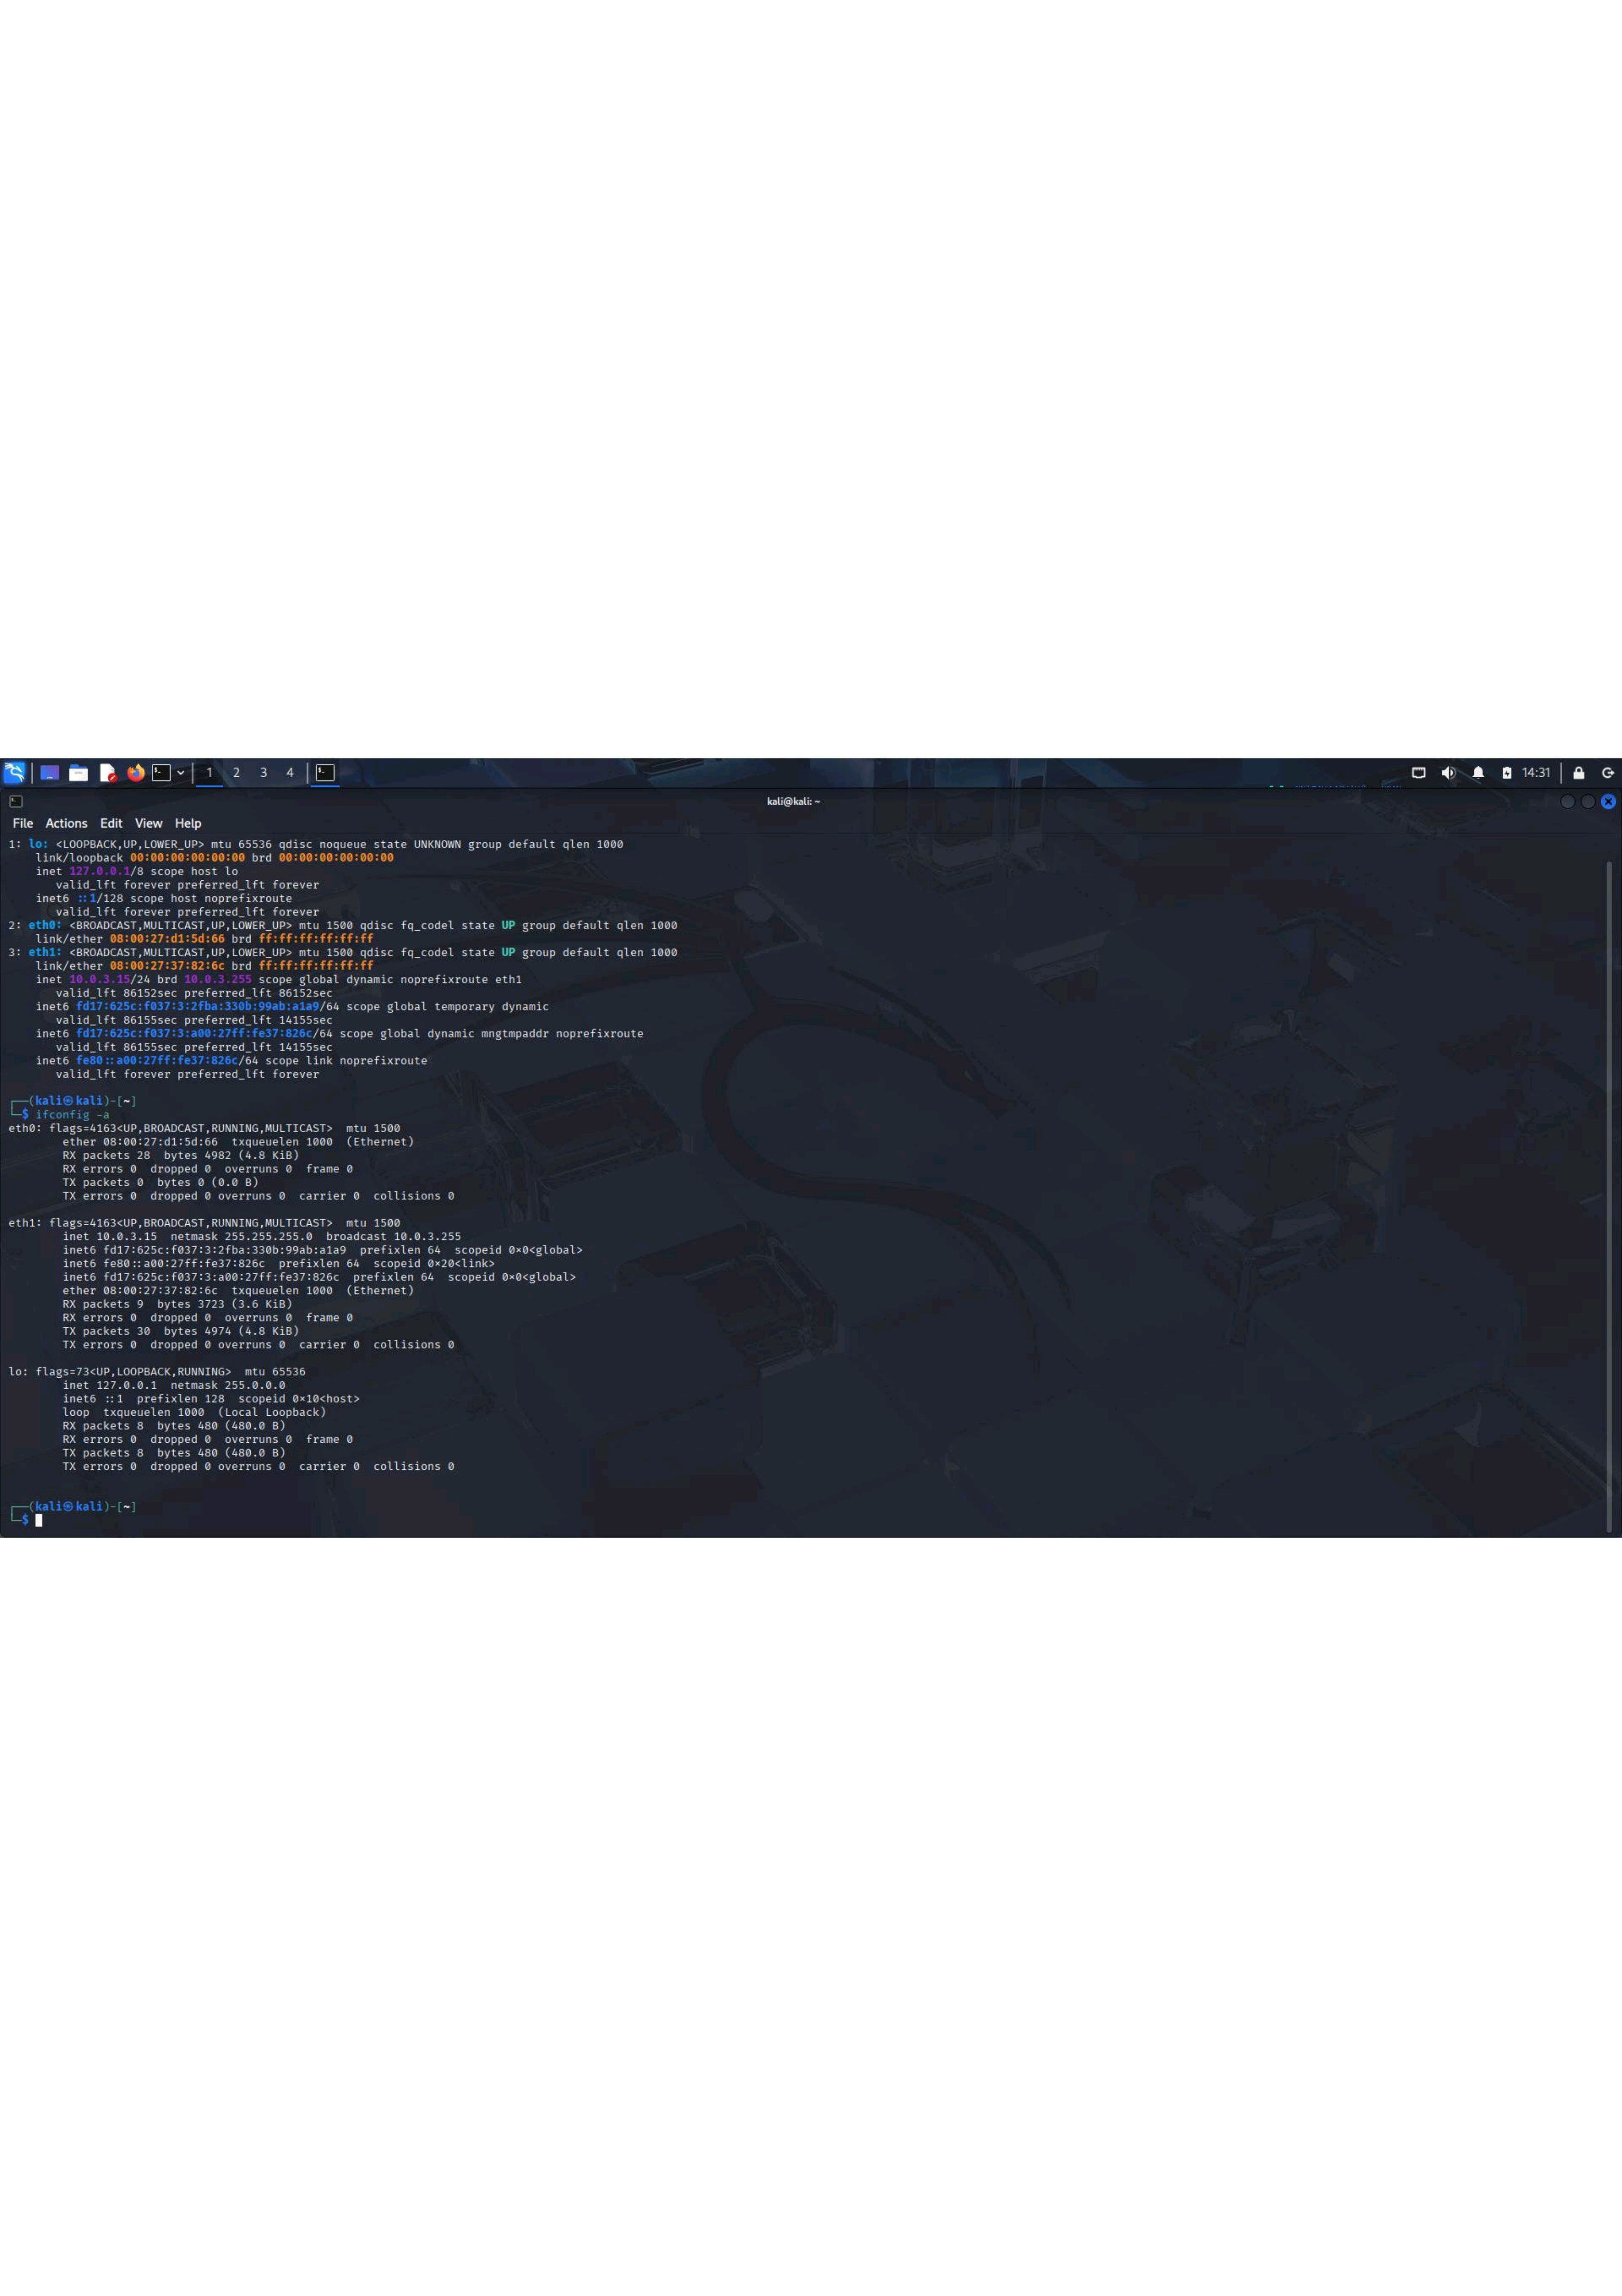 1 2 3 4 14:31
kali@kali: ~
File Actions Edit View Help
1: lo: <LOOPBACK,UP,LOWER_UP> mtu 65536 qdisc noqueue state UNKNOWN group default qlen 1000
link/loopback 00:00:00:00:00:00 brd 00:00:00:00:00:00
inet 127.0.0.1/8 scope host lo
valid_lft forever preferred_lft forever
inet6 ::1/128 scope host noprefixroute
valid_lft forever preferred_lft forever
2: eth0: <BROADCAST,MULTICAST,UP,LOWER_UP> mtu 1500 qdisc fq_codel state UP group default qlen 1000
link/ether 08:00:27:d1:5d:66 brd ff:ff:ff:ff:ff:ff
3: eth1: <BROADCAST,MULTICAST,UP,LOWER_UP> mtu 1500 qdisc fq_codel state UP group default qlen 1000
link/ether 08:00:27:37:82:6c brd ff:ff:ff:ff:ff:ff
inet 10.0.3.15/24 brd 10.0.3.255 scope global dynamic noprefixroute eth1
valid_lft 86152sec preferred_lft 86152sec
inet6 fd17:625c:f037:3:2fba:330b:99ab:a1a9/64 scope global temporary dynamic
valid_lft 86155sec preferred_lft 14155sec
inet6 fd17:625c:f037:3:a00:27ff:fe37:826c/64 scope global dynamic mngtmpaddr noprefixroute
valid_lft 86155sec preferred_lft 14155sec
inet6 fe80::a00:27ff:fe37:826c/64 scope link noprefixroute
valid_lft forever preferred_lft forever
┌──(kali㉿kali)-[~]
└─$ ifconfig -a
eth0: flags=4163<UP,BROADCAST,RUNNING,MULTICAST> mtu 1500
ether 08:00:27:d1:5d:66 txqueuelen 1000 (Ethernet)
RX packets 28 bytes 4982 (4.8 KiB)
RX errors 0 dropped 0 overruns 0 frame 0
TX packets 0 bytes 0 (0.0 B)
TX errors 0 dropped 0 overruns 0 carrier 0 collisions 0
eth1: flags=4163<UP,BROADCAST,RUNNING,MULTICAST> mtu 1500
inet 10.0.3.15 netmask 255.255.255.0 broadcast 10.0.3.255
inet6 fd17:625c:f037:3:2fba:330b:99ab:a1a9 prefixlen 64 scopeid 0×0<global>
inet6 fe80::a00:27ff:fe37:826c prefixlen 64 scopeid 0×20<link>
inet6 fd17:625c:f037:3:a00:27ff:fe37:826c prefixlen 64 scopeid 0×0<global>
ether 08:00:27:37:82:6c txqueuelen 1000 (Ethernet)
RX packets 9 bytes 3723 (3.6 KiB)
RX errors 0 dropped 0 overruns 0 frame 0
TX packets 30 bytes 4974 (4.8 KiB)
TX errors 0 dropped 0 overruns 0 carrier 0 collisions 0
lo: flags=73<UP,LOOPBACK,RUNNING> mtu 65536
inet 127.0.0.1 netmask 255.0.0.0
inet6 ::1 prefixlen 128 scopeid 0×10<host>
loop txqueuelen 1000 (Local Loopback)
RX packets 8 bytes 480 (480.0 B)
RX errors 0 dropped 0 overruns 0 frame 0
TX packets 8 bytes 480 (480.0 B)
TX errors 0 dropped 0 overruns 0 carrier 0 collisions 0
┌──(kali㉿kali)-[~]
└─$